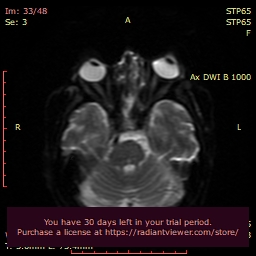 Im: 33/48
Se: 3
A
STP65
STP65
F
Ax DWI B 1000
R
L
You have 30 days left in your trial period.
Purchase a license at https://radiantviewer.com/store/